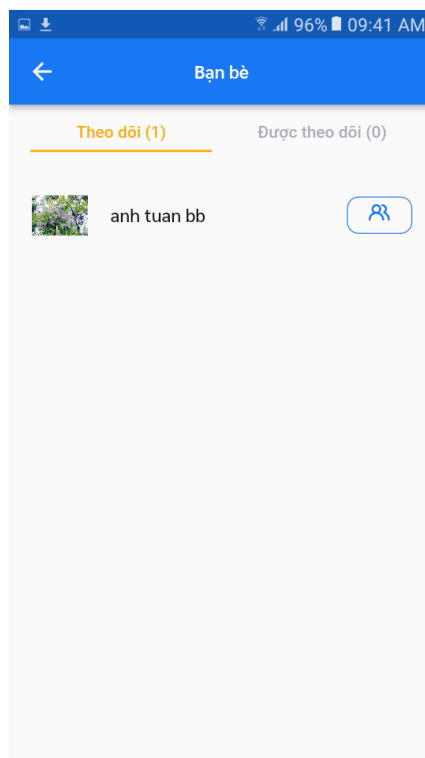 96% 09:41 AM
Bạn bè
Theo dõi (1) Được theo dõi (0)
anh tuan bb